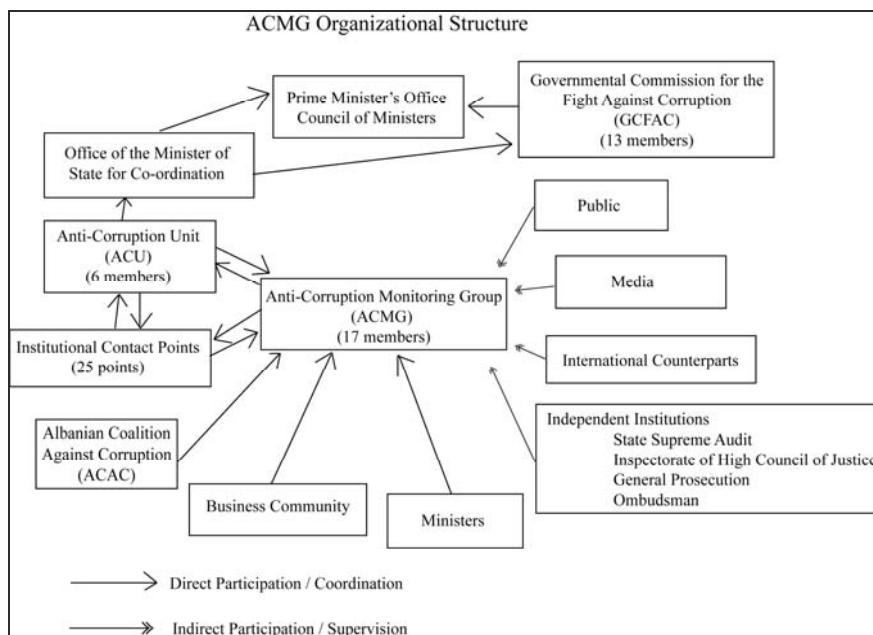 ACMG Organizational Structure
Prime Minister's Office
Council of Ministers
Governmental Commission for the
Fight Against Corruption
(GCFAC)
(13 members)
Office of the Minister of
State for Co-ordination
Public
Anti-Corruption Unit
(ACU)
(6 members)
Media
Anti-Corruption Monitoring Group
(ACMG)
(17 members)
Institutional Contact Points
(25 points)
International Counterparts
Albanian Coalition
Against Corruption
(ACAC)
Independent Institutions
State Supreme Audit
Inspectorate of High Council of Justice
General Prosecution
Ombudsman
Business Community
Ministers
Direct Participation / Coordination
Indirect Participation / Supervision